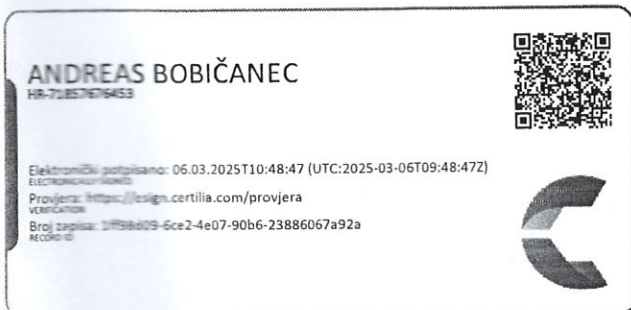 ANDREAS BOBIČANEC
HR-71857676453
Elektronički potpisano: 06.03.2025T10:48:47 (UTC:2025-03-06T09:48:47Z)
ELECTRONICALLY SIGNED
Provjera: https://esign.certilia.com/provjera
VERIFICATION
Broj zapisa: 1ff98d09-6ce2-4e07-90b6-23886067a92a
RECORD ID